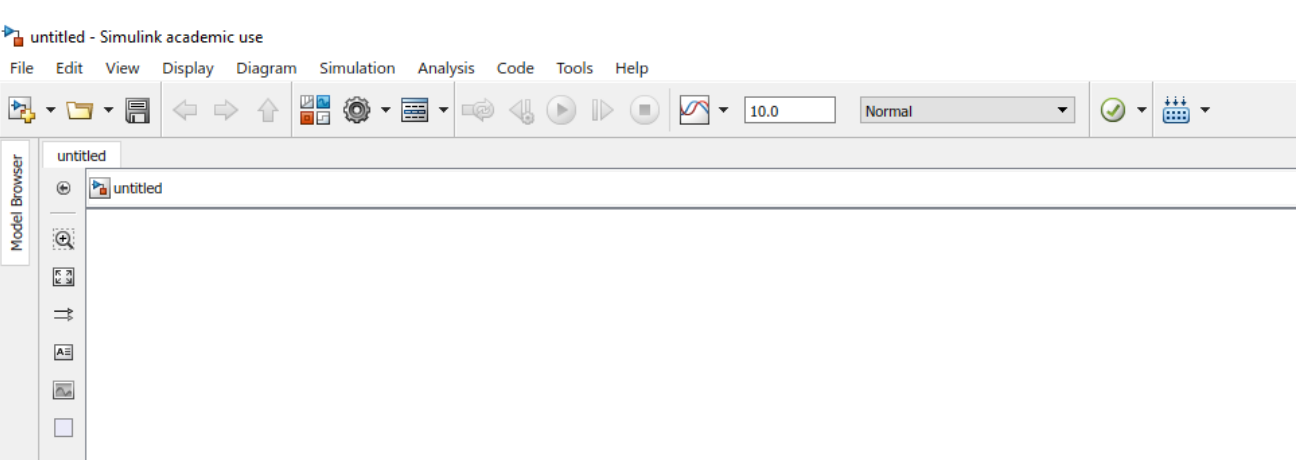 untitled - Simulink academic use
File Edit View Display Diagram Simulation Analysis Code Tools Help
10.0 Normal
Model Browser
untitled
untitled
A